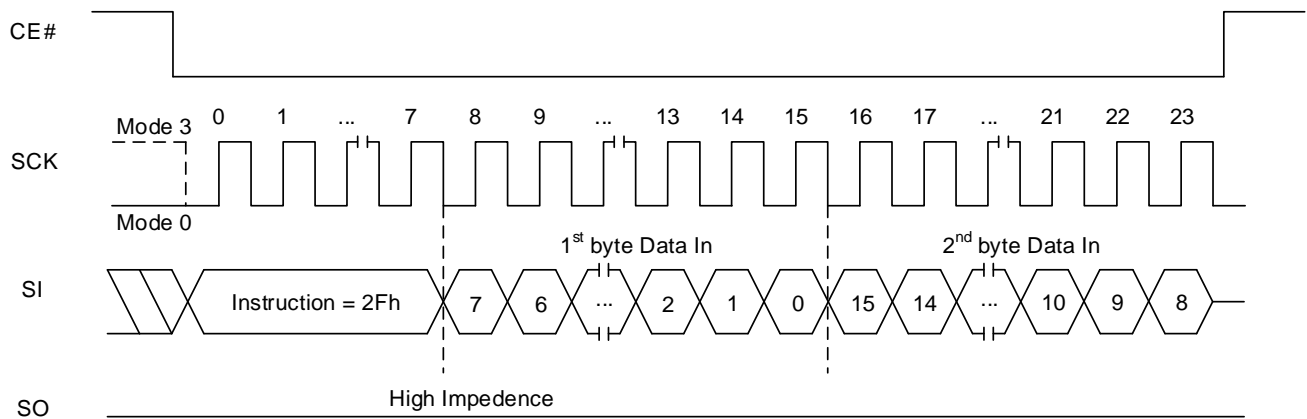 CE#
0 1 ... 7 8 9 ... 13 14 15 16 17 ... 21 22 23
Mode 3
SCK
Mode 0
1st byte Data In 2nd byte Data In
SI Instruction = 2Fh 7 6 ... 2 1 0 15 14 ... 10 9 8
High Impedence
SO